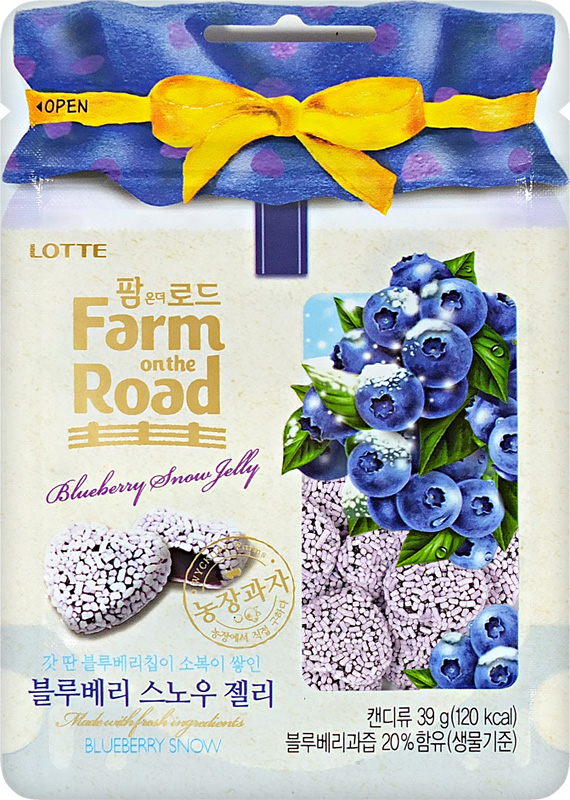 ◀OPEN
LOTTE
팜온더로드
Farm
on the
Road
Blueberry Snow Jelly
농장과자
농장에서 직접 구하다
갓 딴 블루베리칩이 소복이 쌓인
블루베리 스노우 젤리
Made with fresh ingredients
BLUEBERRY SNOW
캔디류 39 g(120 kcal)
블루베리과즙 20% 함유(생물기준)